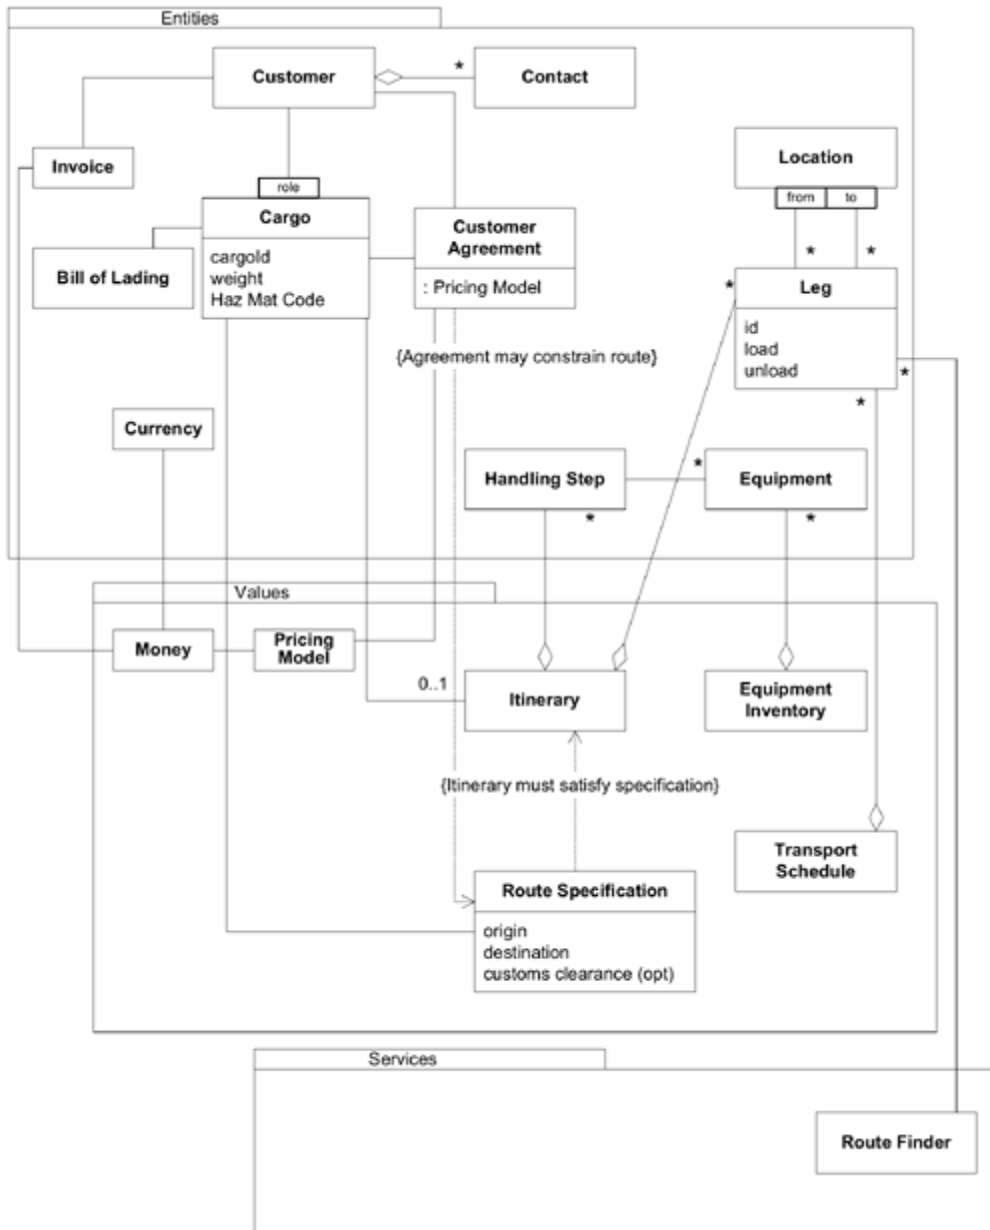 Entities
Customer
*
Contact
Invoice
Location
role
from
to
Cargo
cargoId
weight
Haz Mat Code
Customer
Agreement
: Pricing Model
Bill of Lading
*
*
*
Leg
id
load
unload
*
*
{Agreement may constrain route}
Currency
Handling Step
*
*
Equipment
*
Values
Money
Pricing
Model
0..1
Itinerary
Equipment
Inventory
{Itinerary must satisfy specification}
Transport
Schedule
Route Specification
origin
destination
customs clearance (opt)
Services
Route Finder